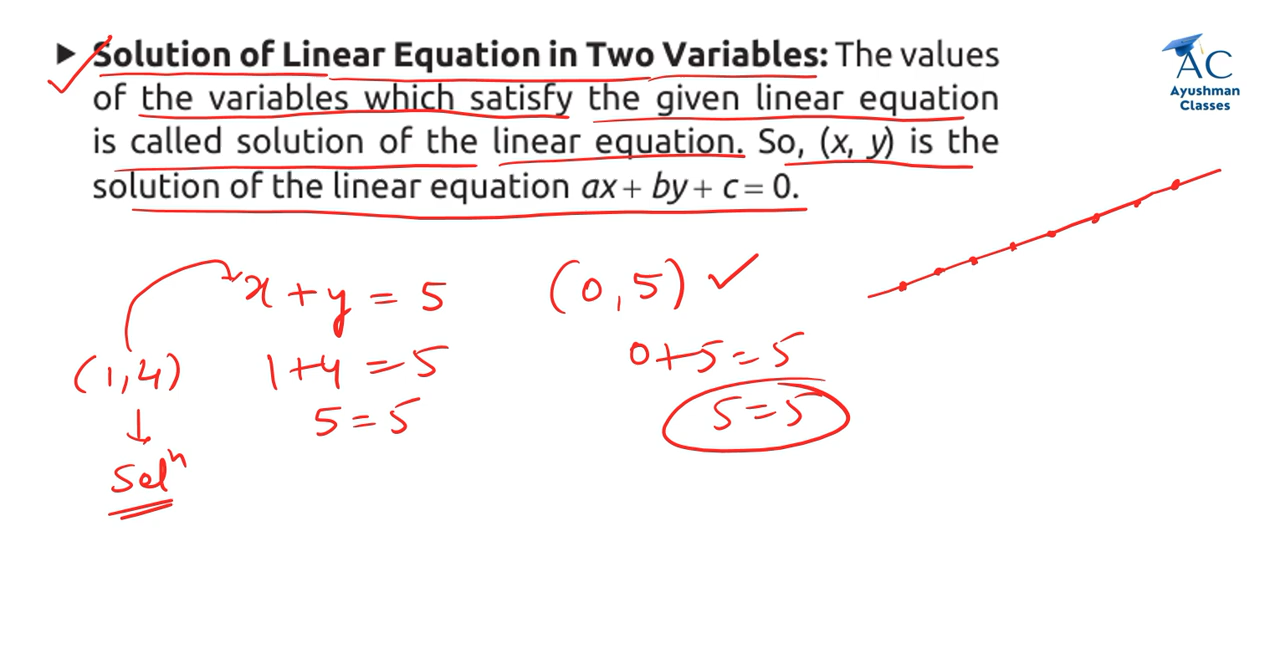 ► Solution of Linear Equation in Two Variables: The values
of the variables which satisfy the given linear equation
is called solution of the linear equation. So, (x, y) is the
solution of the linear equation ax + by + c = 0.
AC
Ayushman
Classes
x + y = 5
(1,4)
1+4 = 5
5 = 5
↓
Solⁿ
(0,5) ✓
0+5 = 5
5 = 5